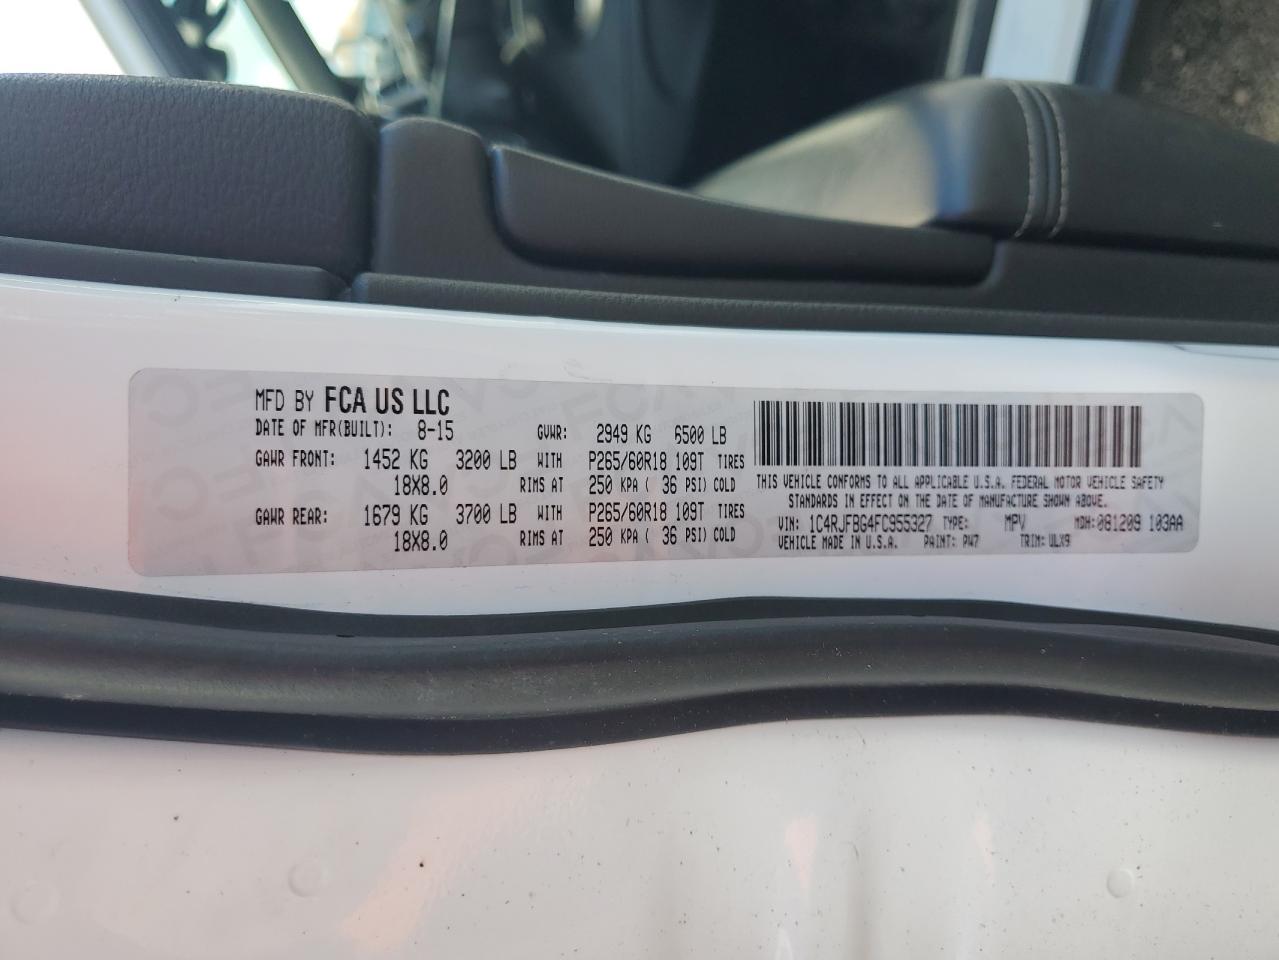 MFD BY FCA US LLC
DATE OF MFR(BUILT): 8-15 GVWR: 2949 KG 6500 LB
GAWR FRONT: 1452 KG 3200 LB WITH P265/60R18 109T TIRES
18X8.0 RIMS AT 250 KPA ( 36 PSI) COLD
GAWR REAR: 1679 KG 3700 LB WITH P265/60R18 109T TIRES
18X8.0 RIMS AT 250 KPA ( 36 PSI) COLD
THIS VEHICLE CONFORMS TO ALL APPLICABLE U.S.A. FEDERAL MOTOR VEHICLE SAFETY
STANDARDS IN EFFECT ON THE DATE OF MANUFACTURE SHOWN ABOVE.
VIN: 1C4RJFBG4FC955327 TYPE: MPV MDH: 081209 103AA
VEHICLE MADE IN U.S.A. PAINT: PW7 TRIM: ULX9